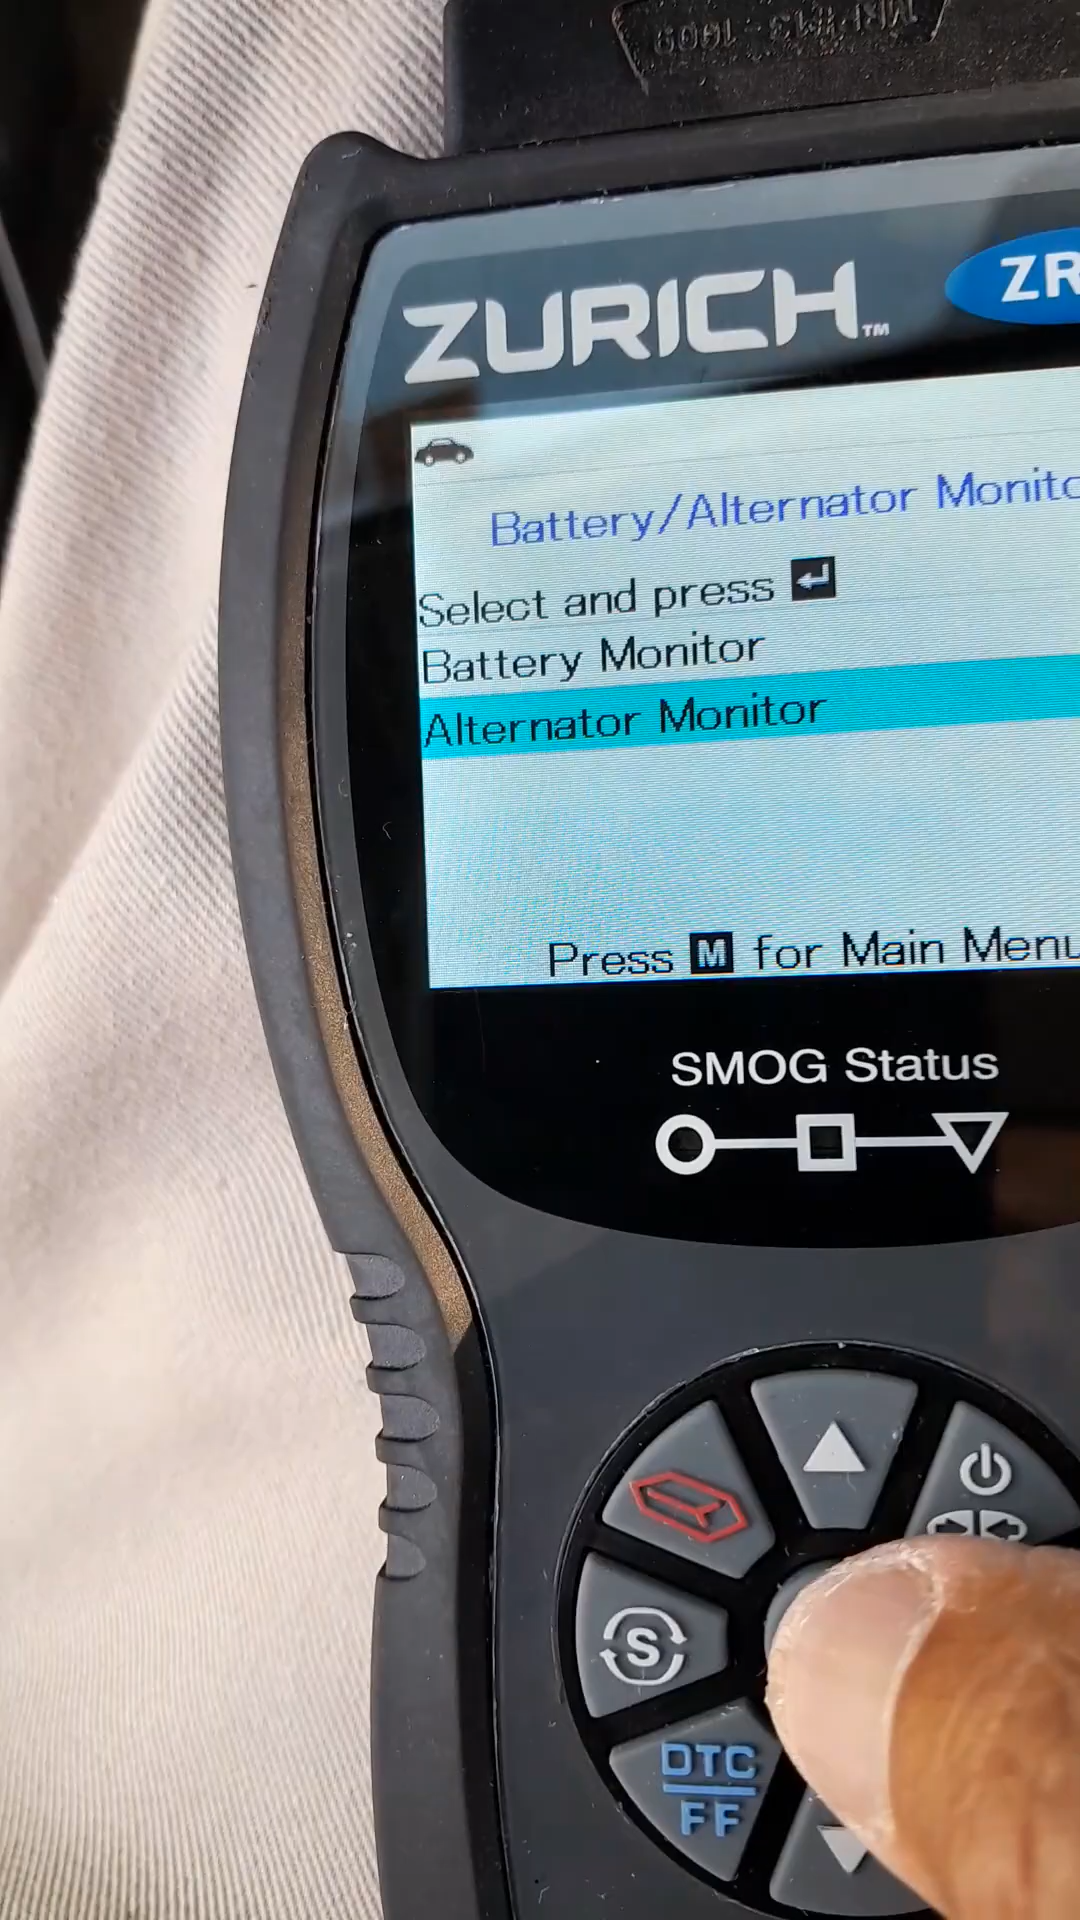 ZURICH™
ZR
Battery/Alternator Monito
Select and press
Battery Monitor
Alternator Monitor
Press M for Main Menu
SMOG Status
S
DTC
FF